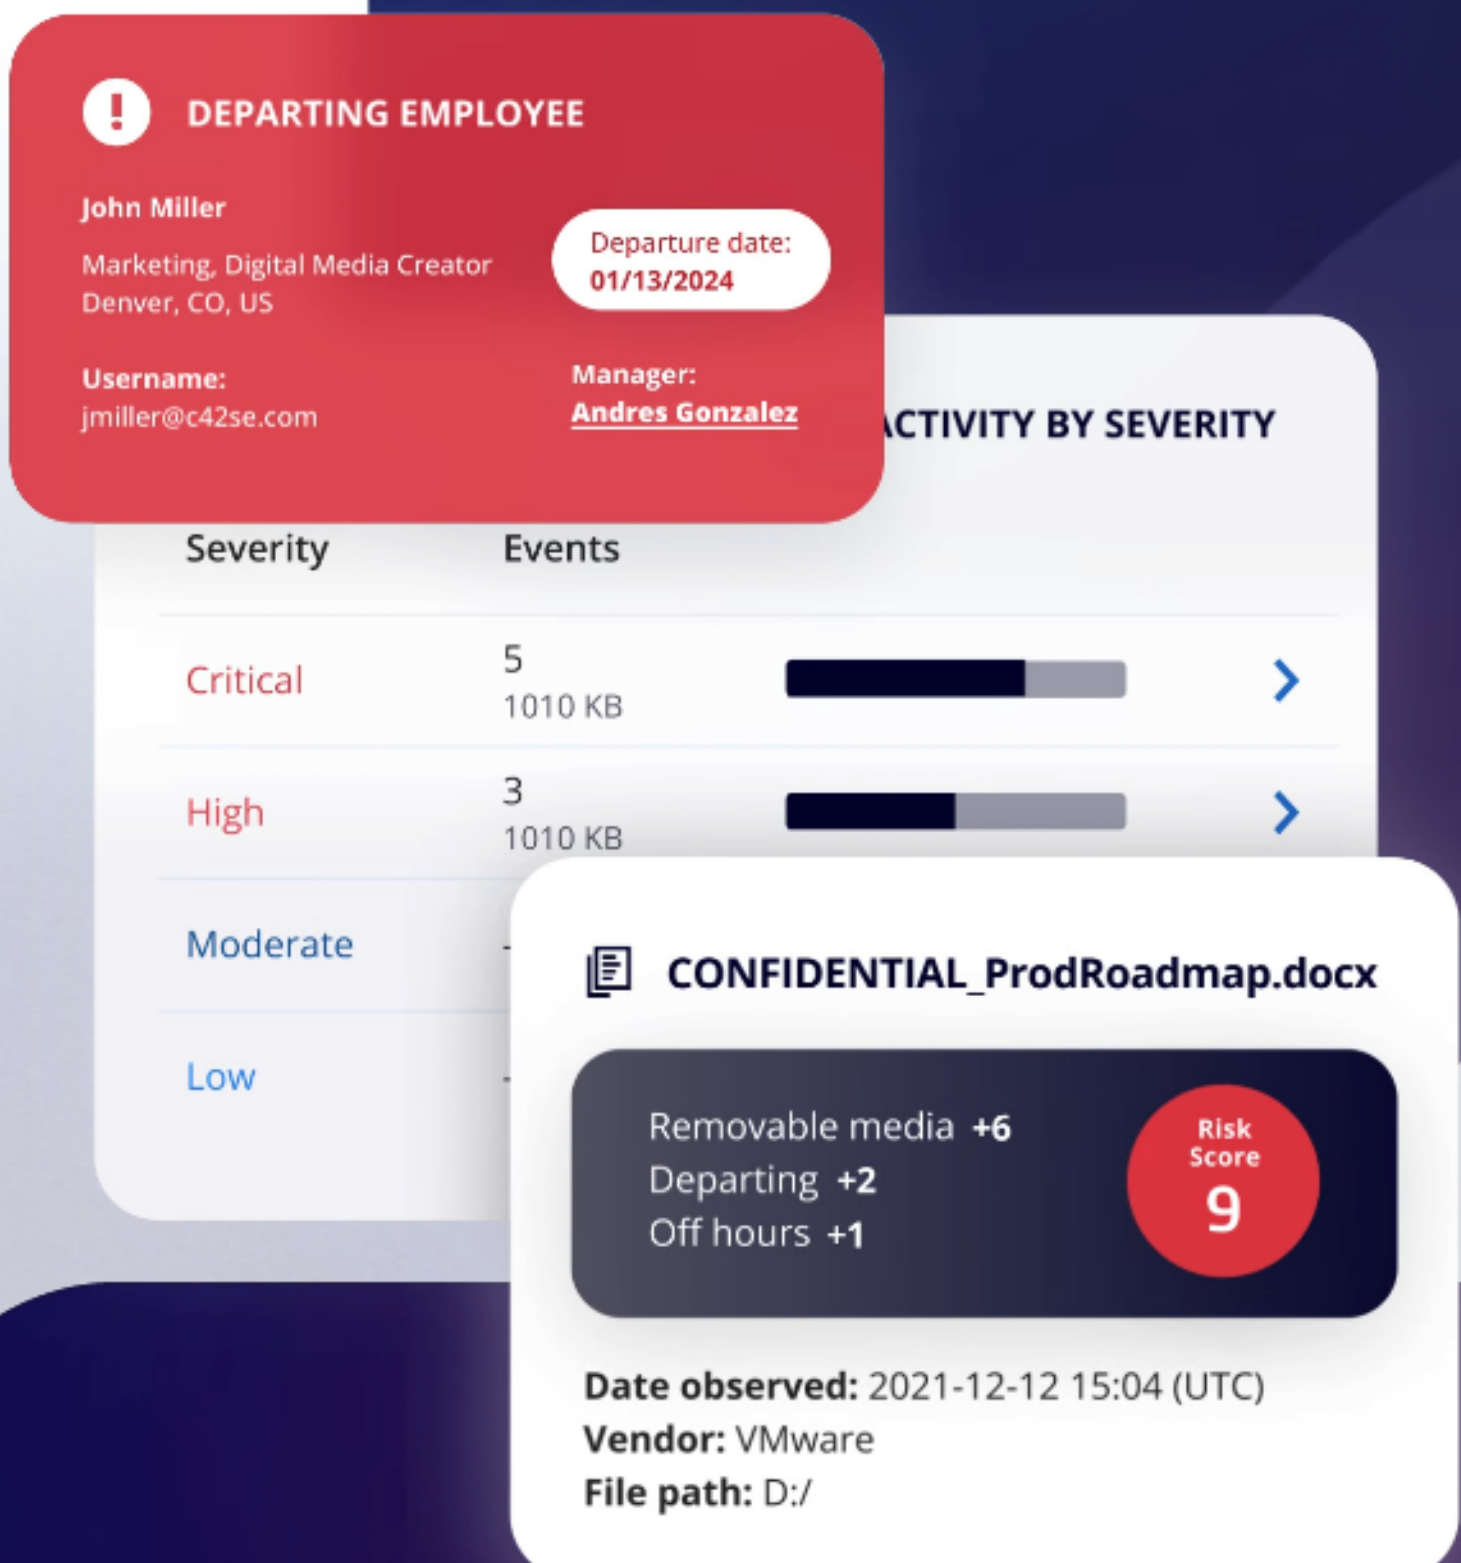 DEPARTING EMPLOYEE
John Miller
Marketing, Digital Media Creator
Denver, CO, US
Departure date:
01/13/2024
Username:
jmiller@c42se.com
Manager:
Andres Gonzalez
ACTIVITY BY SEVERITY
Severity Events
Critical 5
1010 KB
High 3
1010 KB
Moderate -
Low -
CONFIDENTIAL_ProdRoadmap.docx
Removable media +6
Departing +2
Off hours +1
Risk
Score
9
Date observed: 2021-12-12 15:04 (UTC)
Vendor: VMware
File path: D:/